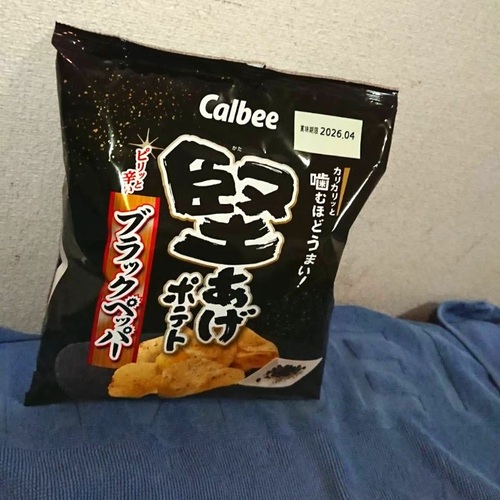 Calbee
賞味期限 2026.04
カリカリッと
噛むほどうまい!
かた
堅あげ
ポテト
ピリッと
辛い
ブラックペッパー